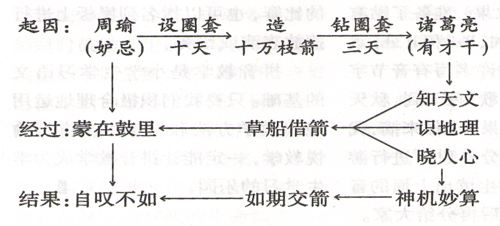 起因：周瑜 设圈套 造 钻圈套 诸葛亮
(妒忌) 十天 十万枝箭 三天 (有才干)
知天文
经过：蒙在鼓里 草船借箭 识地理
晓人心
结果：自叹不如 如期交箭 神机妙算